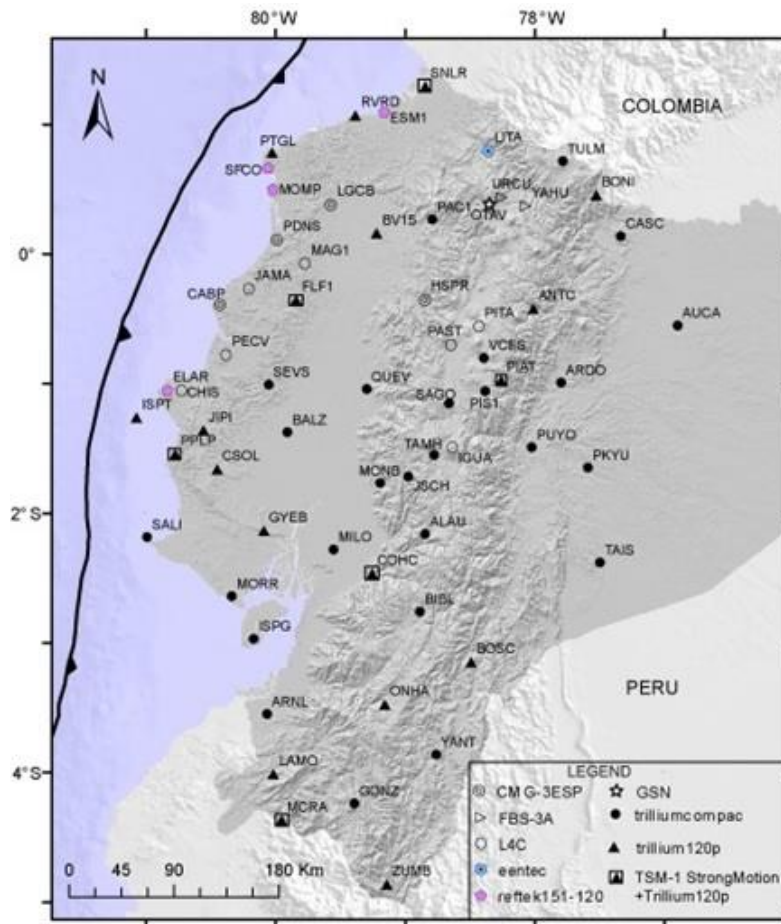 80°W 78°W
N
SNLR
COLOMBIA
RVRD
ESM1
PTGL
UTA
TULM
SFCO
MOMP
LGCB
URCU
YAHU
BONI
PAC1
OTAV
PDNS
BV15
CASC
0°
MAG1
JAMA
FLF1
HSPR
ANTC
CABP
PITA
AUCA
PAST
VCES
PECV
PIAT
ARDO
ELAR
SEVS
QUEV
CHIS
SAGO
PIS1
ISPT
JIPI
BALZ
PPLP
TAMH
PUYO
CSOL
IGUA
PKYU
MONB
JSCH
2°S
SALI
GYEB
MILO
ALAU
TAIS
COHC
MORR
BIBL
ISPG
BOSC
PERU
ARNL
ONHA
YANT
4°S
LAMO
MCRA
GONZ
ZUMB
0 45 90 180 Km
LEGEND
CMG-3ESP
GSN
FBS-3A
trilliumcompac
L4C
trillium120p
eentec
TSM-1 StrongMotion
+Trillium120p
reftek151-120